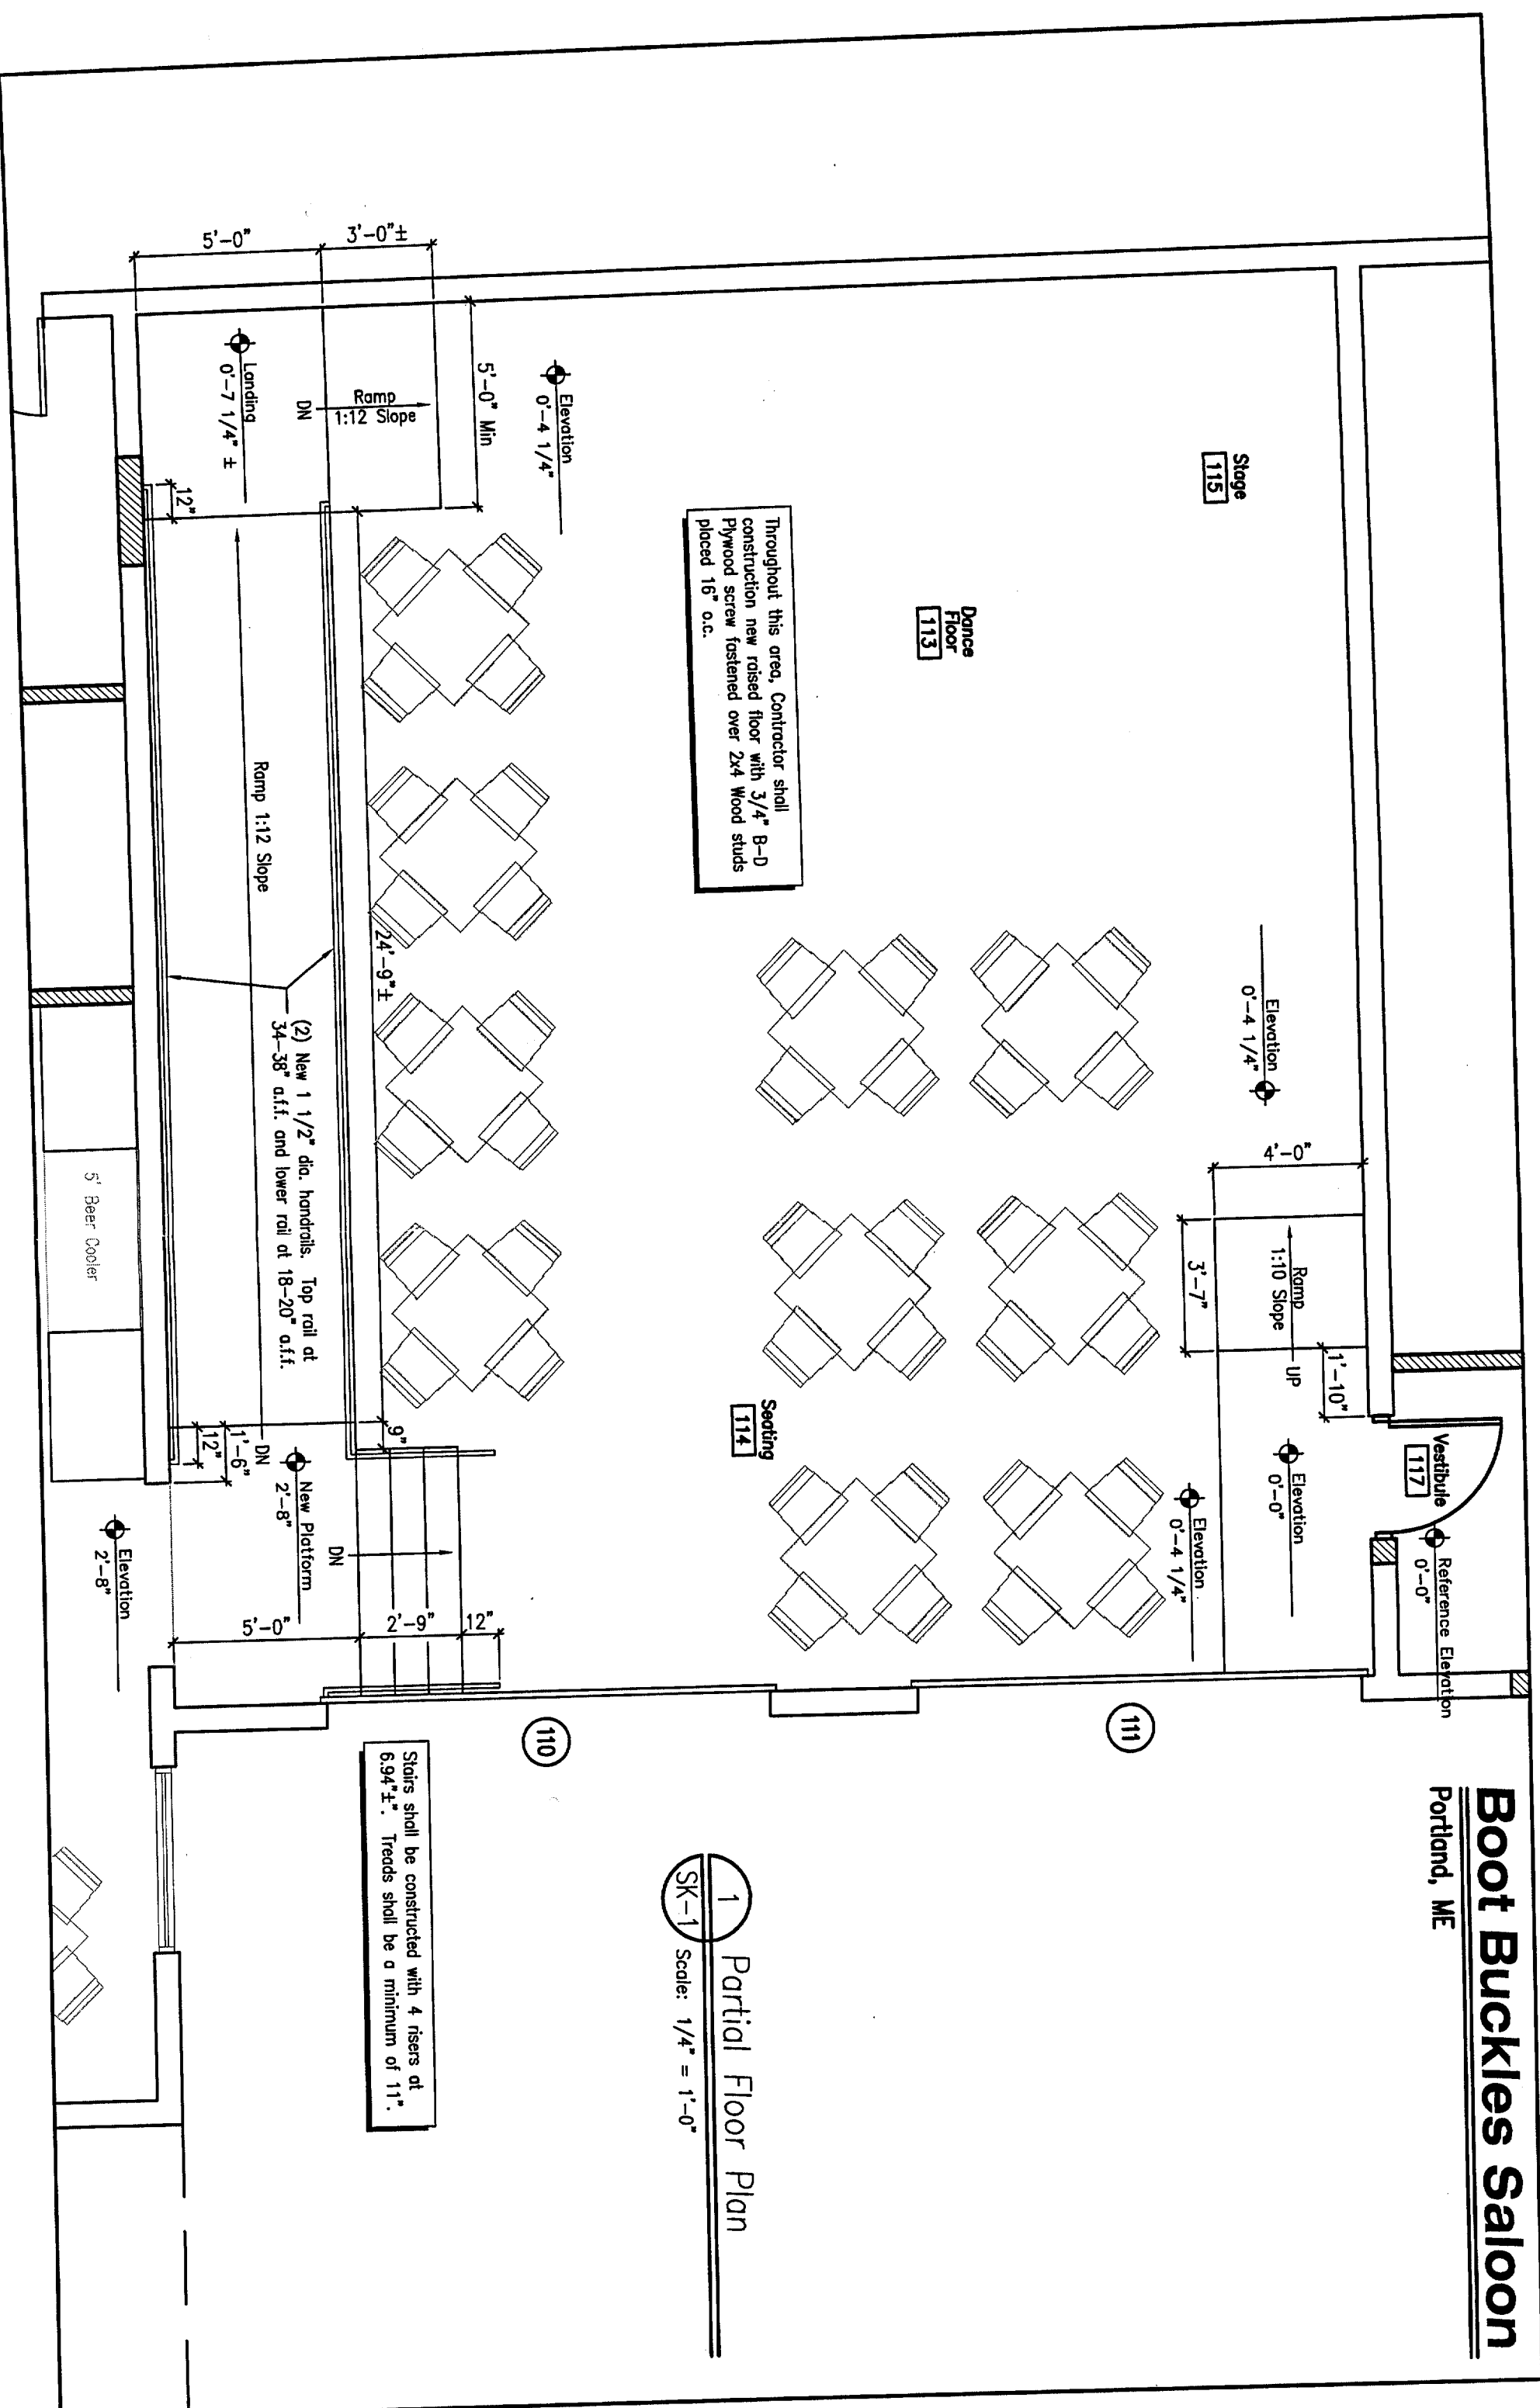 Boot Buckles Saloon
Portland, ME
Vestibule
117
Reference Elevation
0'-0"
1'-10"
Elevation
0'-0"
4'-0"
Ramp
1:10 Slope
UP
3'-7"
Elevation
0'-4 1/4"
Elevation
0'-4 1/4"
Stage
115
Dance
Floor
113
111
Seating
114
Throughout this area, Contractor shall
construction new raised floor with 3/4" B-D
Plywood screw fastened over 2x4 Wood studs
placed 16" o.c.
1
SK-1
Partial Floor Plan
Scale: 1/4" = 1'-0"
110
Elevation
0'-4 1/4"
5'-0" Min
3'-0"±
Ramp
1:12 Slope
DN
5'-0"
Landing
0'-7 1/4" ±
12"
24'-9"±
9"
12"
2'-9"
5'-0"
DN
Stairs shall be constructed with 4 risers at
6.94"±". Treads shall be a minimum of 11".
(2) New 1 1/2" dia. handrails. Top rail at
34-38" a.f.f. and lower rail at 18-20" a.f.f.
Ramp 1:12 Slope
DN
New Platform
2'-8"
1'-6"
12"
Elevation
2'-8"
5' Beer Cooler